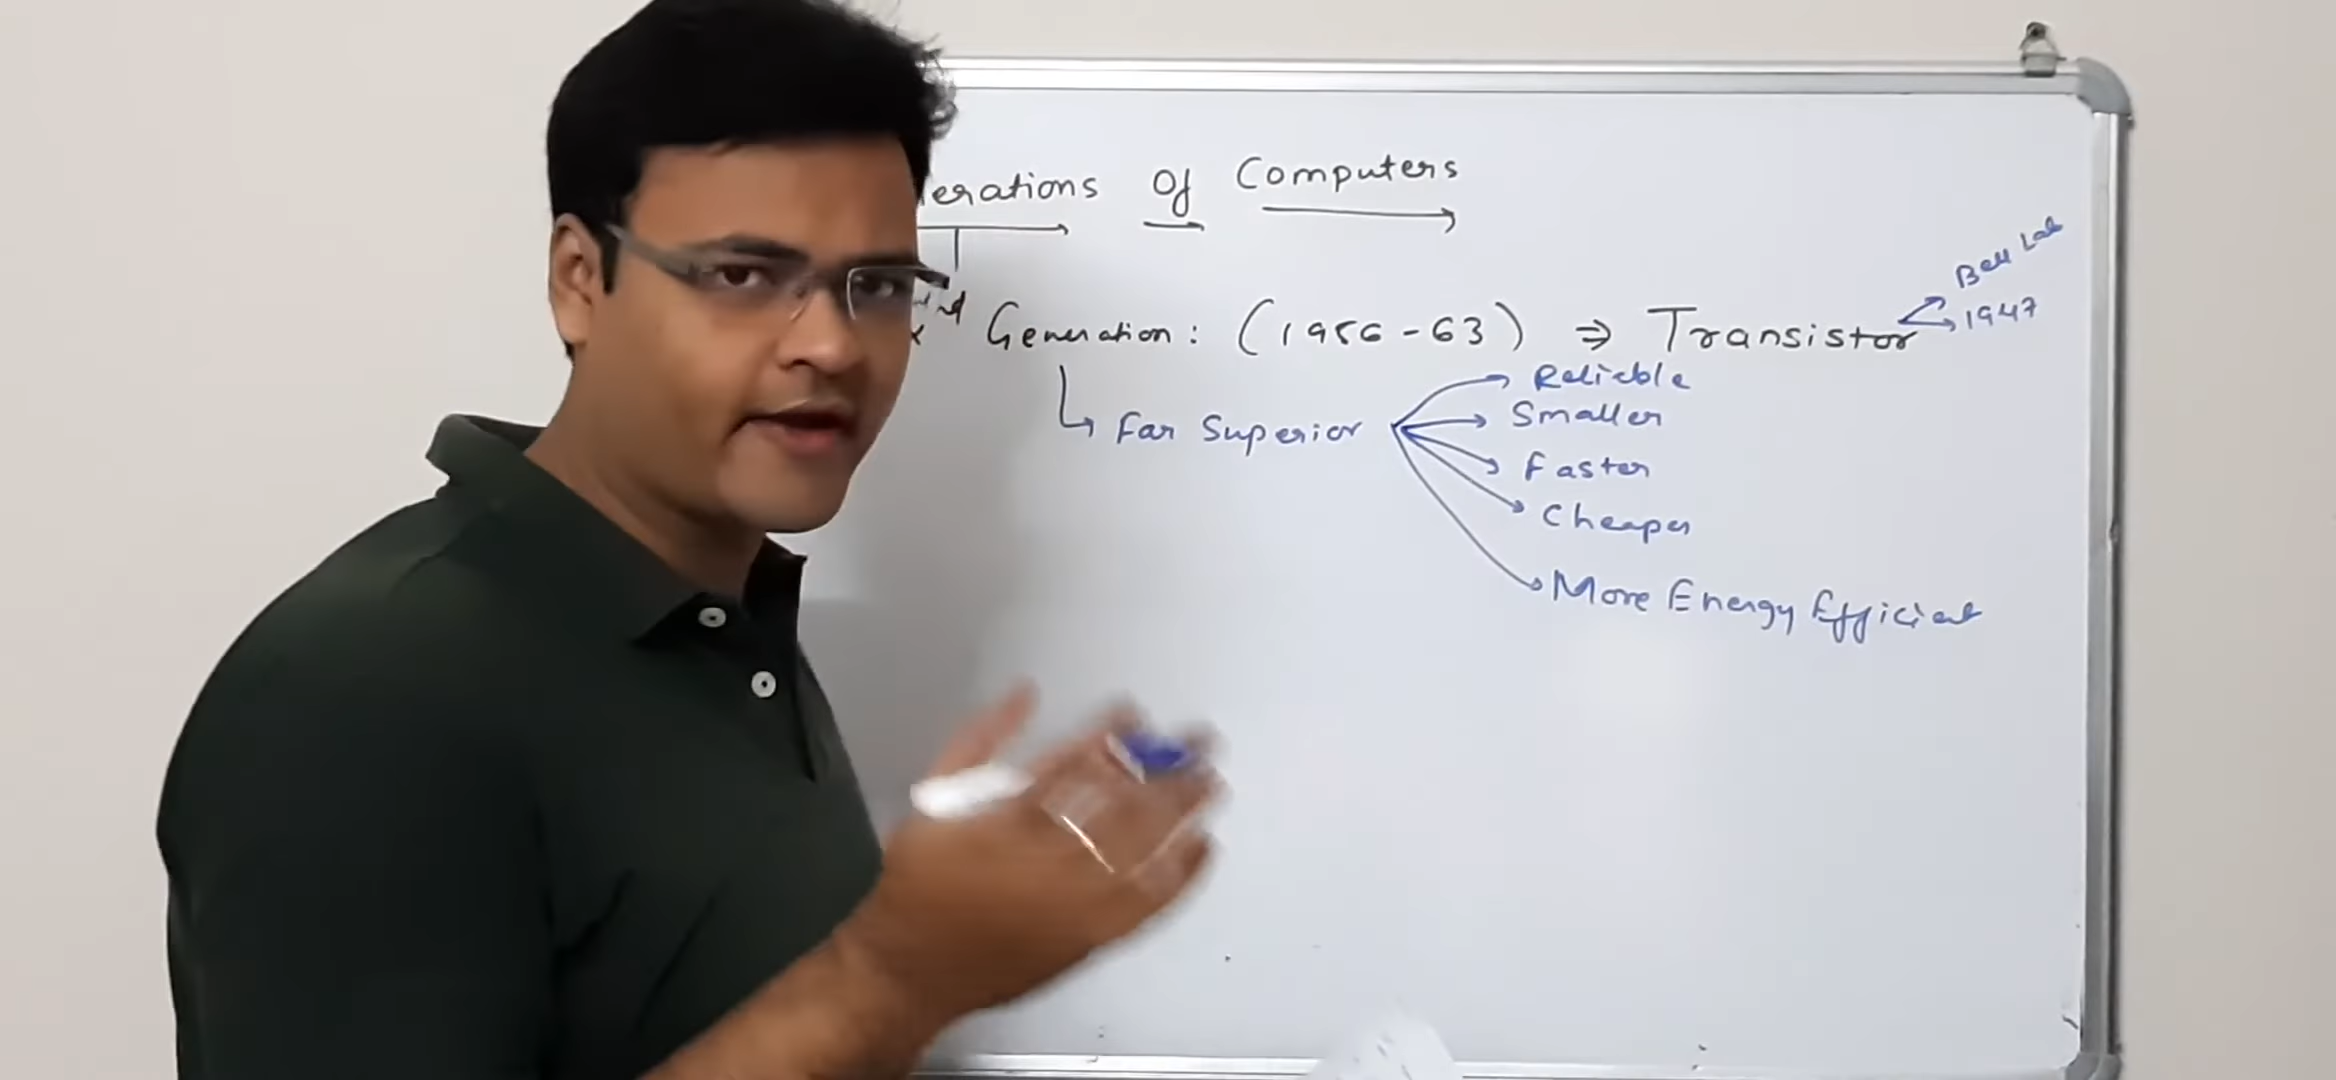 erations Of Computers
Bell Lab
1947
Generation: (1956-63) ⇒ Transistor
Far Superior
Reliable
Smaller
Faster
Cheaper
More Energy Efficient